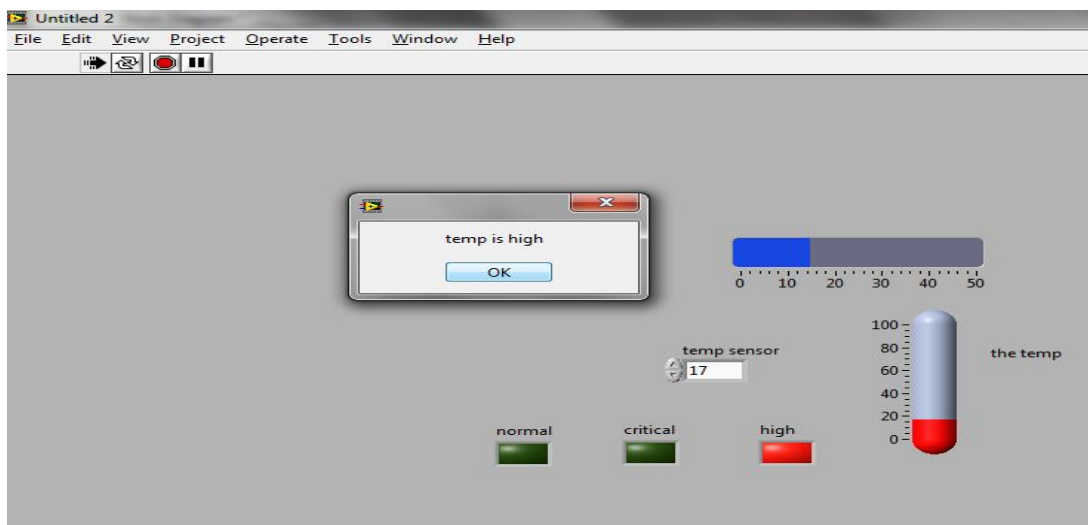 Untitled 2
File Edit View Project Operate Tools Window Help
temp is high
OK
0 10 20 30 40 50
temp sensor
17
100
80
60
40
20
0
the temp
normal critical high